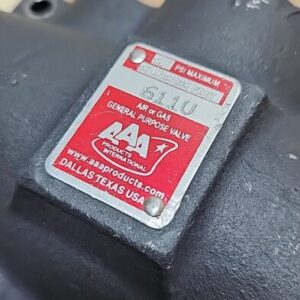 PSI MAXIMUM
611U
AIR or GAS
GENERAL PURPOSE VALVE
AAA
PRODUCTS
INTERNATIONAL
www.aaaproducts.com
DALLAS TEXAS USA